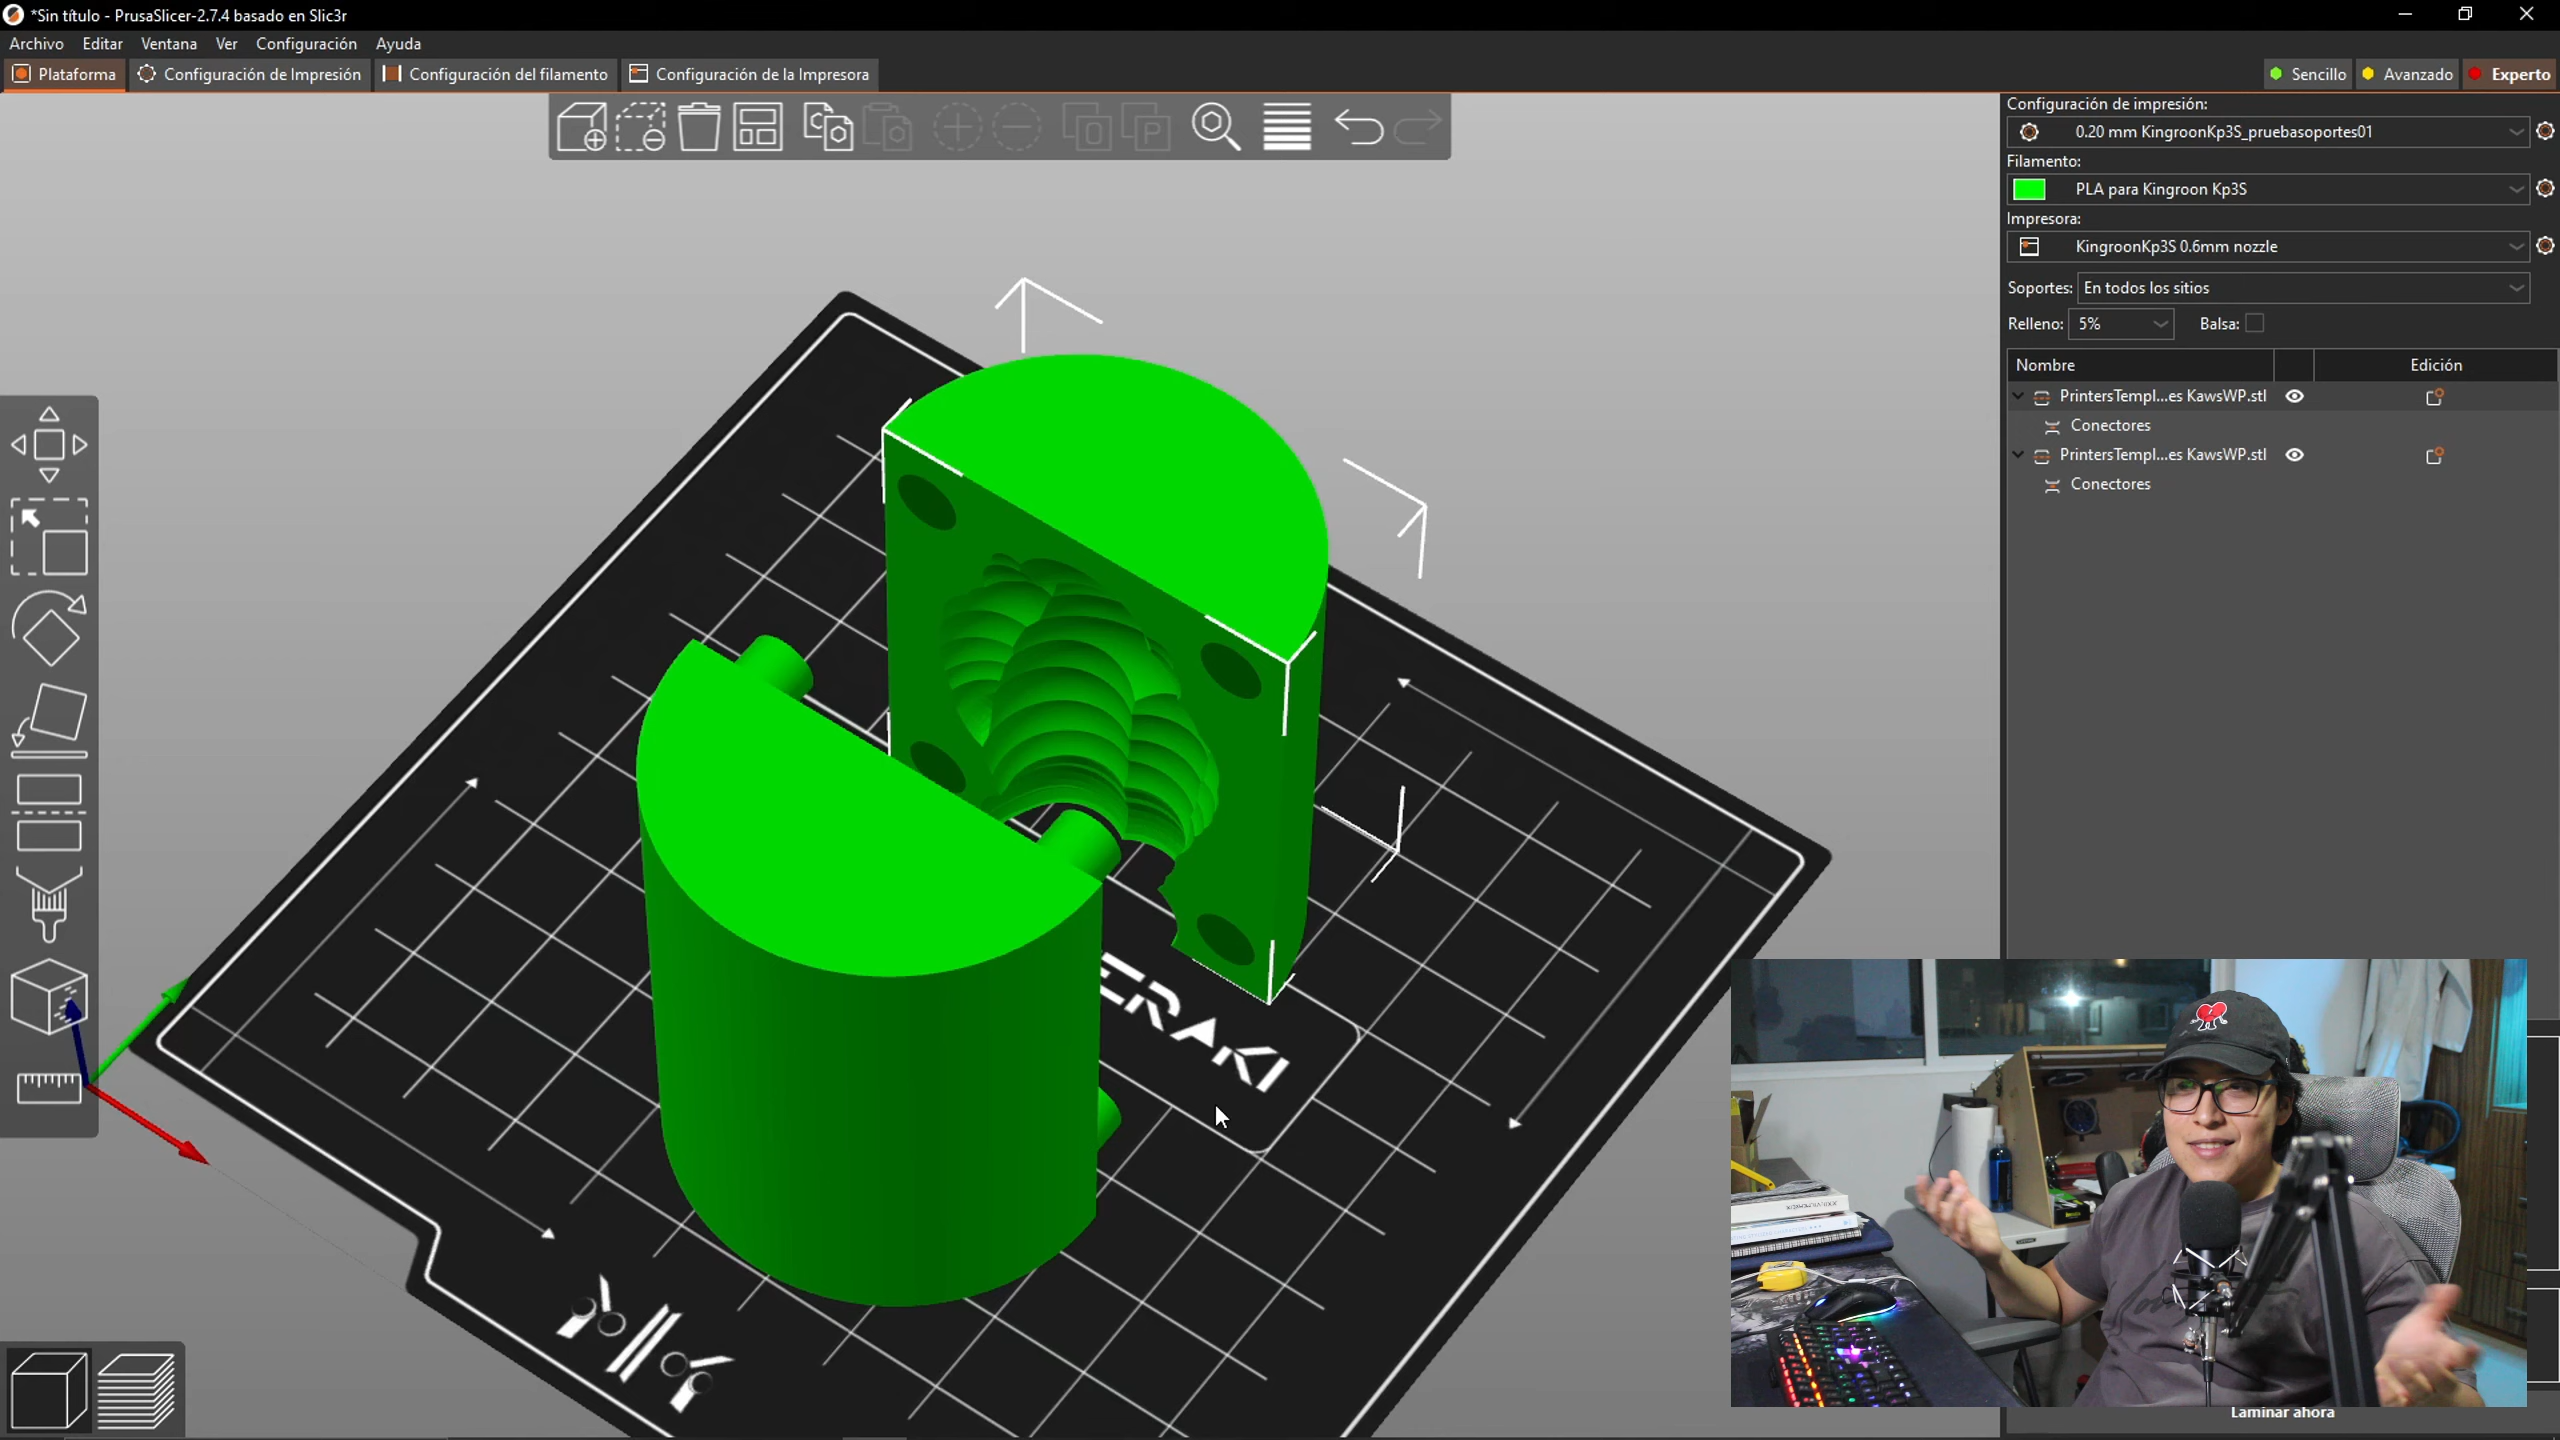 *Sin título - PrusaSlicer-2.7.4 basado en Slic3r
Archivo Editar Ventana Ver Configuración Ayuda
Plataforma Configuración de Impresión Configuración del filamento Configuración de la Impresora
Sencillo Avanzado Experto
Configuración de impresión:
0.20 mm KingroonKp3S_pruebasoportes01
Filamento:
PLA para Kingroon Kp3S
Impresora:
KingroonKp3S 0.6mm nozzle
Soportes: En todos los sitios
Relleno: 5% Balsa:
Nombre Edición
PrintersTempl...es KawsWP.stl
Conectores
PrintersTempl...es KawsWP.stl
Conectores
ERAKI
Laminar ahora